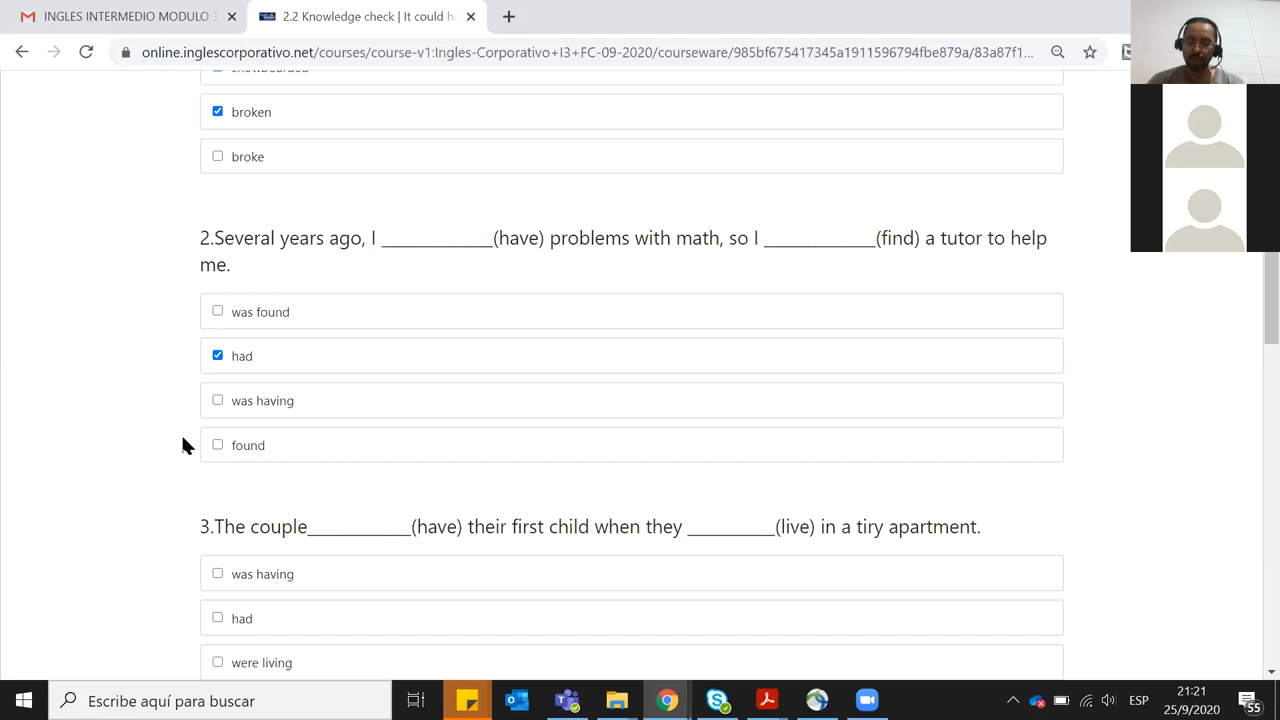 INGLES INTERMEDIO MODULO
2.2 Knowledge check | It could ha
online.inglescorporativo.net/courses/course-v1:Ingles-Corporativo+I3+FC-09-2020/courseware/985bf675417345a1911596794fbe879a/83a87f1...
snowboarded
broken
broke
2.Several years ago, I ____________(have) problems with math, so I ____________(find) a tutor to help
me.
was found
had
was having
found
3.The couple___________(have) their first child when they _________(live) in a tiry apartment.
was having
had
were living
Escribe aquí para buscar
ESP
21:21
25/9/2020
55